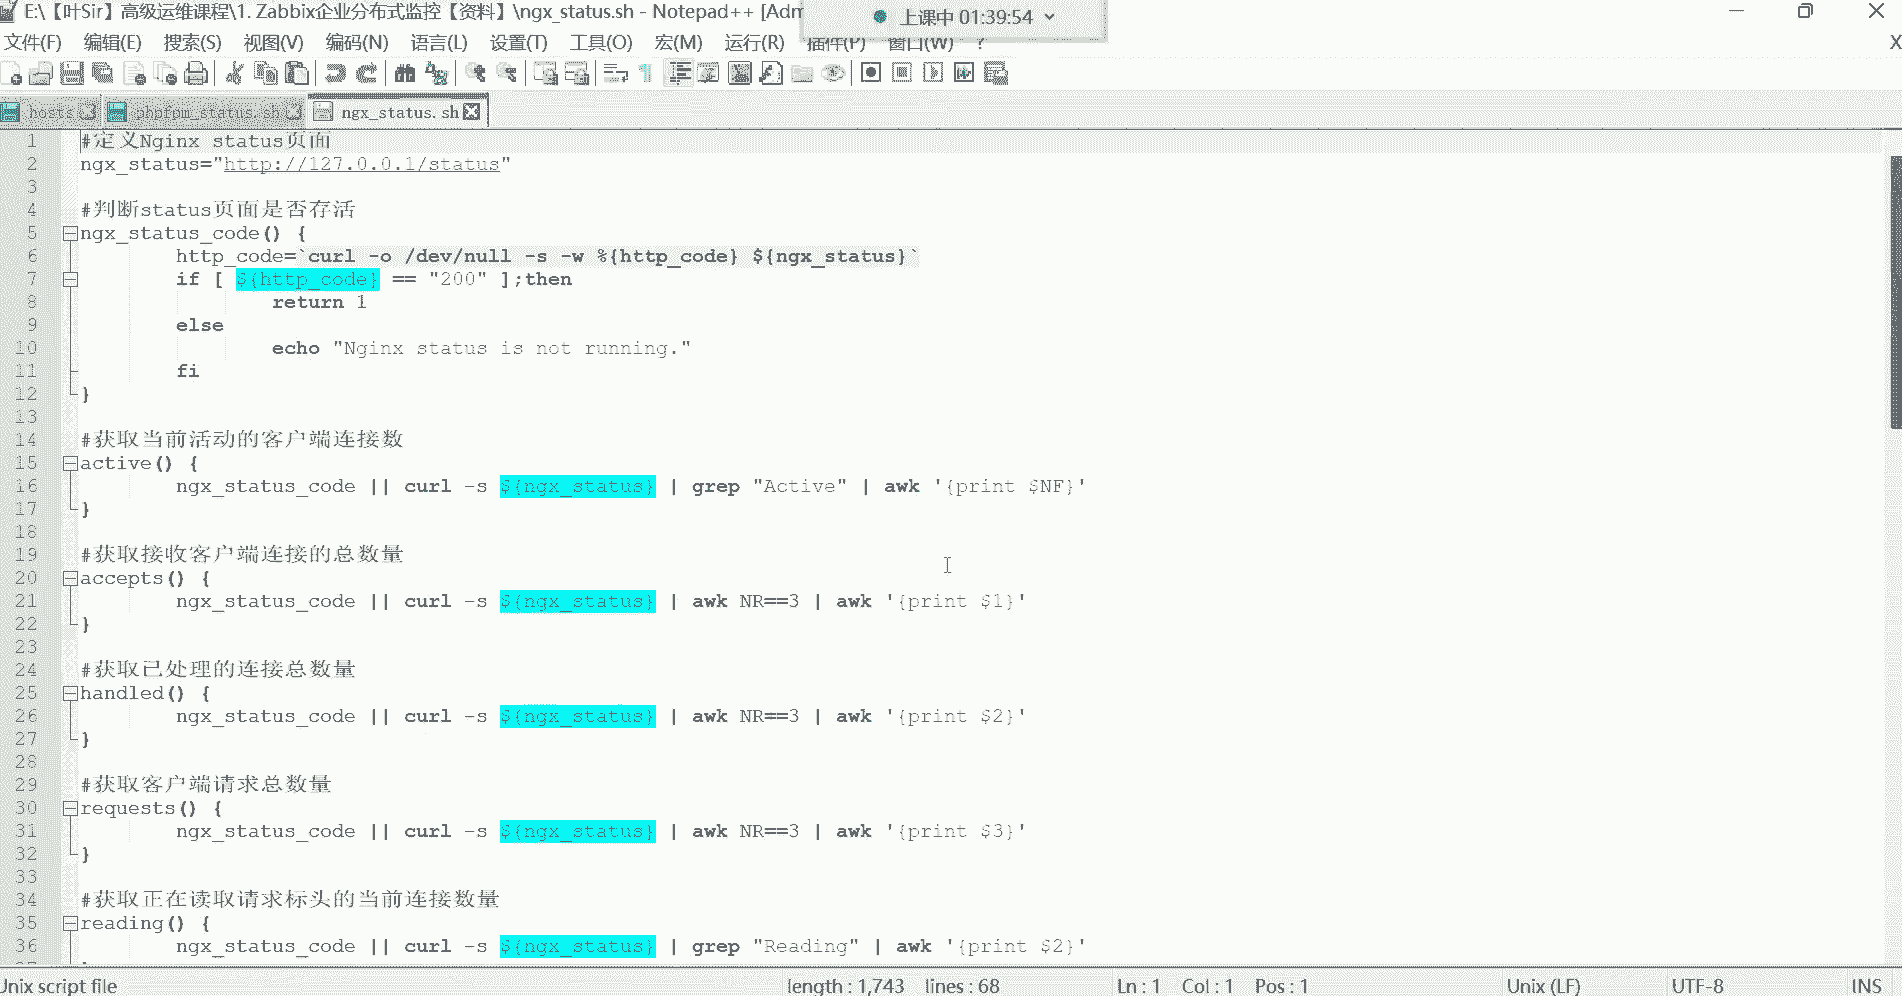 E:\【叶Sir】高级运维课程\1. Zabbix企业分布式监控【资料】\ngx_status.sh - Notepad++ [Adm
上课中 01:39:54
文件(F) 编辑(E) 搜索(S) 视图(V) 编码(N) 语言(L) 设置(T) 工具(O) 宏(M) 运行(R) 插件(P) 窗口(W) ? X
hosts phpfpm_status.sh ngx_status.sh
1 #定义Nginx status页面
2 ngx_status="http://127.0.0.1/status"
3
4 #判断status页面是否存活
5 ngx_status_code() {
6 http_code=`curl -o /dev/null -s -w %{http_code} ${ngx_status}`
7 if [ ${http_code} == "200" ];then
8 return 1
9 else
10 echo "Nginx status is not running."
11 fi
12 }
13
14 #获取当前活动的客户端连接数
15 active() {
16 ngx_status_code || curl -s ${ngx_status} | grep "Active" | awk '{print $NF}'
17 }
18
19 #获取接收客户端连接的总数量
20 accepts() {
21 ngx_status_code || curl -s ${ngx_status} | awk NR==3 | awk '{print $1}'
22 }
23
24 #获取已处理的连接总数量
25 handled() {
26 ngx_status_code || curl -s ${ngx_status} | awk NR==3 | awk '{print $2}'
27 }
28
29 #获取客户端请求总数量
30 requests() {
31 ngx_status_code || curl -s ${ngx_status} | awk NR==3 | awk '{print $3}'
32 }
33
34 #获取正在读取请求标头的当前连接数量
35 reading() {
36 ngx_status_code || curl -s ${ngx_status} | grep "Reading" | awk '{print $2}'
Unix script file length : 1,743 lines : 68 Ln : 1 Col : 1 Pos : 1 Unix (LF) UTF-8 INS